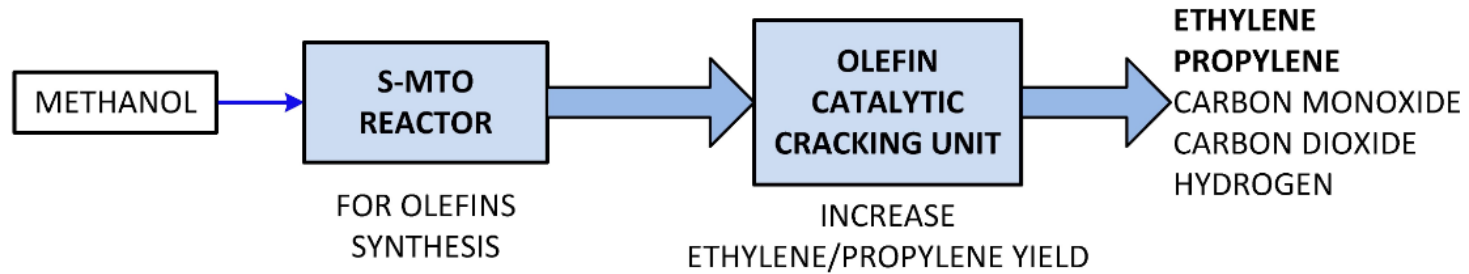 METHANOL
S-MTO
REACTOR
FOR OLEFINS
SYNTHESIS
OLEFIN
CATALYTIC
CRACKING UNIT
INCREASE
ETHYLENE/PROPYLENE YIELD
ETHYLENE
PROPYLENE
CARBON MONOXIDE
CARBON DIOXIDE
HYDROGEN